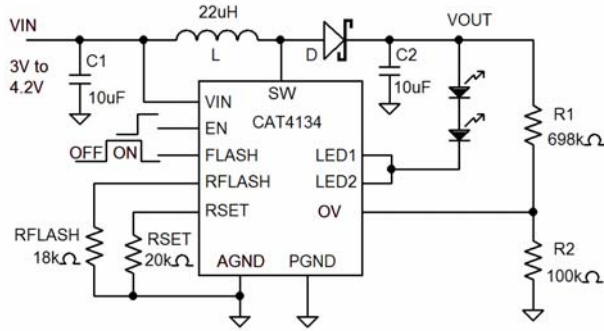 VIN
22uH
VOUT
L
D
C1
C2
3V to
4.2V
10uF
10uF
SW
VIN
CAT4134
R1
698kΩ
EN
OFF
ON
FLASH
LED1
RFLASH
LED2
RSET
OV
RFLASH
18kΩ
RSET
20kΩ
AGND
PGND
R2
100kΩ